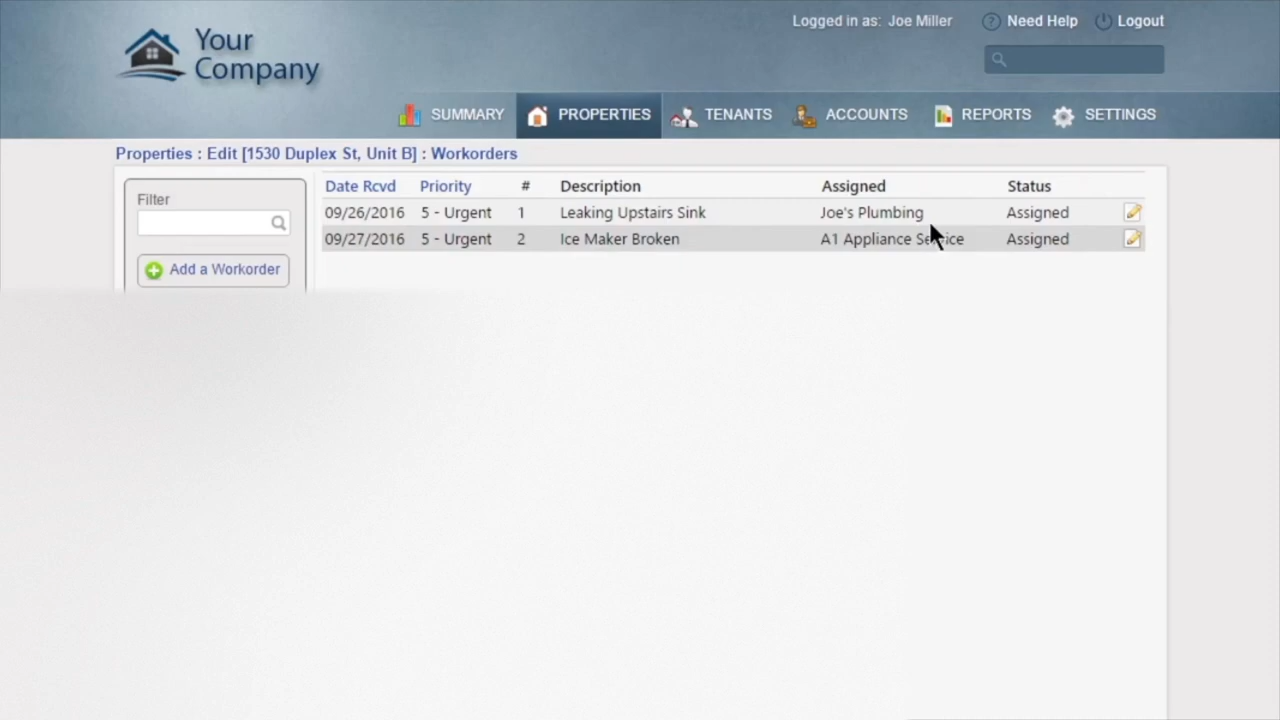 Logged in as: Joe Miller Need Help Logout
Your
Company
SUMMARY PROPERTIES TENANTS ACCOUNTS REPORTS SETTINGS
Properties : Edit [1530 Duplex St, Unit B] : Workorders
Filter
Add a Workorder
Date Rcvd Priority # Description Assigned Status
09/26/2016 5 - Urgent 1 Leaking Upstairs Sink Joe's Plumbing Assigned
09/27/2016 5 - Urgent 2 Ice Maker Broken A1 Appliance Service Assigned